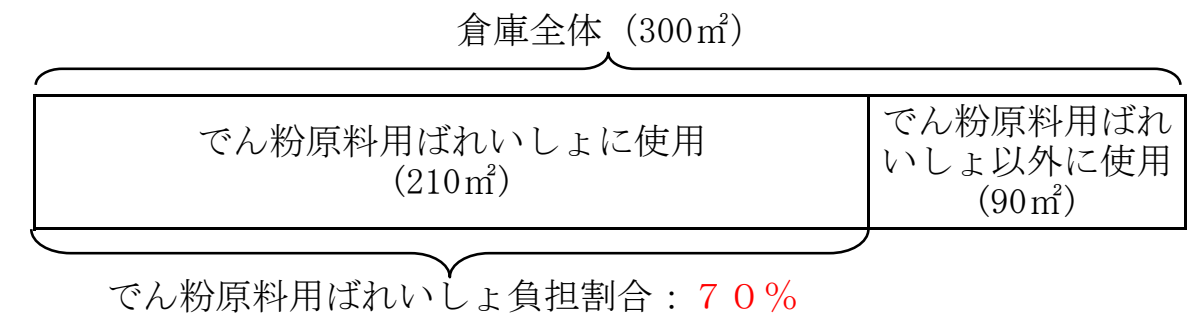 倉庫全体（300㎡）
でん粉原料用ばれいしょに使用
（210㎡）
でん粉原料用ばれ
いしょ以外に使用
（90㎡）
でん粉原料用ばれいしょ負担割合：７０％